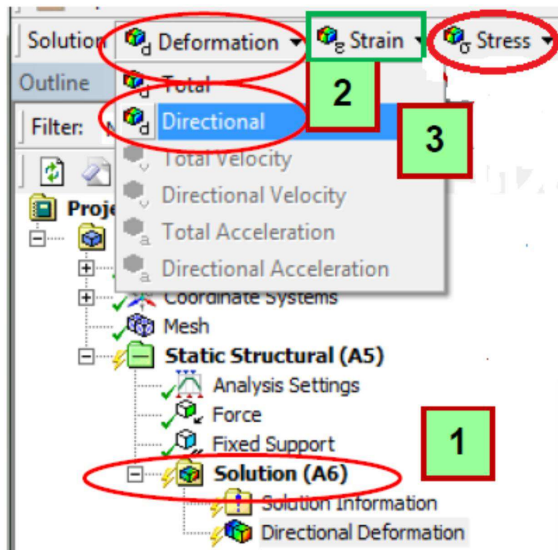 Solution Deformation Strain Stress
Outline Total
2
Filter: Directional
3
Total Velocity
Directional Velocity
Proje
Total Acceleration
Directional Acceleration
Coordinate Systems
Mesh
Static Structural (A5)
Analysis Settings
Force
1
Fixed Support
Solution (A6)
Solution Information
Directional Deformation